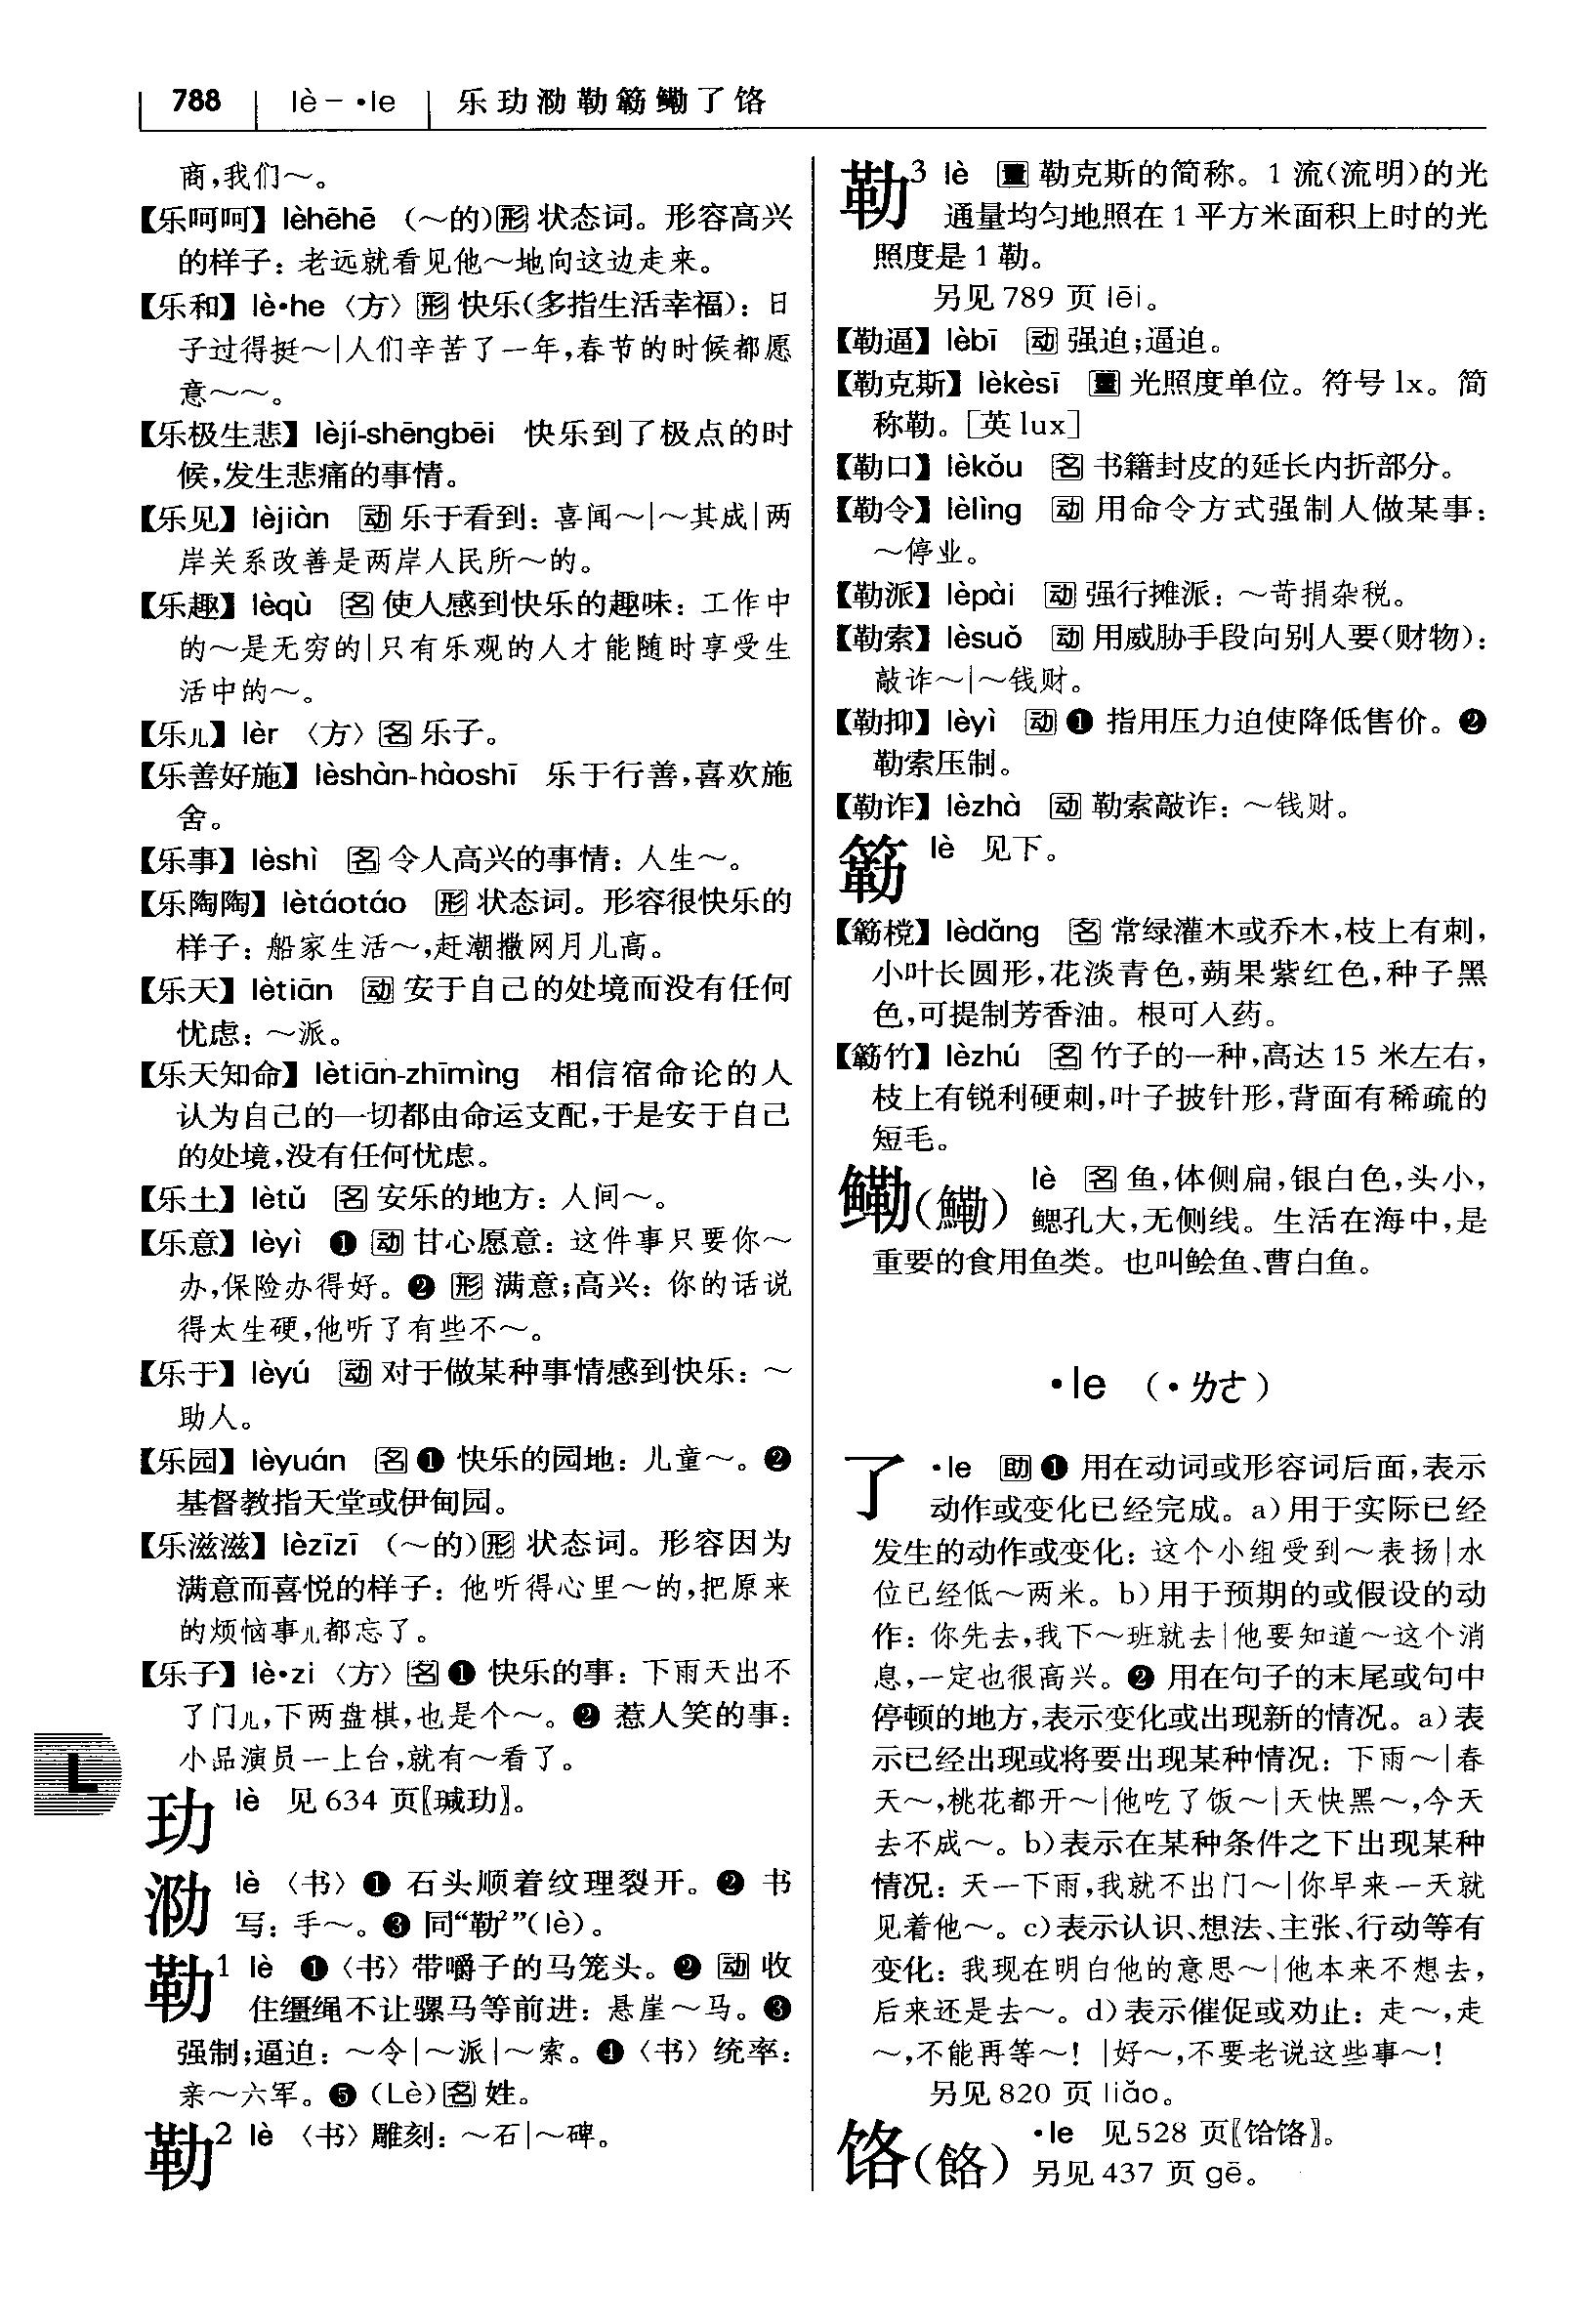 788 lè－·le 乐玏泐勒簕鳓了饹
商,我们～。
【乐呵呵】lèhēhē (～的)形 状态词。形容高兴
的样子：老远就看见他～地向这边走来。
【乐和】lè·he〈方〉形 快乐(多指生活幸福)：日
子过得挺～|人们辛苦了一年,春节的时候都愿
意～～。
【乐极生悲】lèjí-shēngbēi 快乐到了极点的时
候,发生悲痛的事情。
【乐见】lèjiàn 动 乐于看到：喜闻～|～其成|两
岸关系改善是两岸人民所～的。
【乐趣】lèqù 名 使人感到快乐的趣味：工作中
的～是无穷的|只有乐观的人才能随时享受生
活中的～。
【乐儿】lèr〈方〉名 乐子。
【乐善好施】lèshàn-hàoshī 乐于行善,喜欢施
舍。
【乐事】lèshì 名 令人高兴的事情：人生～。
【乐陶陶】lètáotáo 形 状态词。形容很快乐的
样子：船家生活～,赶潮撒网月儿高。
【乐天】lètiān 动 安于自己的处境而没有任何
忧虑：～派。
【乐天知命】lètiān-zhīmìng 相信宿命论的人
认为自己的一切都由命运支配,于是安于自己
的处境,没有任何忧虑。
【乐土】lètǔ 名 安乐的地方：人间～。
【乐意】lèyì ❶ 动 甘心愿意：这件事只要你～
办,保险办得好。❷ 形 满意;高兴：你的话说
得太生硬,他听了有些不～。
【乐于】lèyú 动 对于做某种事情感到快乐：～
助人。
【乐园】lèyuán 名 ❶ 快乐的园地：儿童～。❷
基督教指天堂或伊甸园。
【乐滋滋】lèzīzī (～的)形 状态词。形容因为
满意而喜悦的样子：他听得心里～的,把原来
的烦恼事儿都忘了。
【乐子】lè·zi〈方〉名 ❶ 快乐的事：下雨天出不
了门儿,下两盘棋,也是个～。❷ 惹人笑的事：
小品演员一上台,就有～看了。
L
玏 lè 见 634 页〖瑊玏〗。
泐 lè〈书〉❶ 石头顺着纹理裂开。❷ 书
写：手～。❸ 同“勒²”(lè)。
勒¹ lè ❶〈书〉带嚼子的马笼头。❷ 动 收
住缰绳不让骡马等前进：悬崖～马。❸
强制;逼迫：～令|～派|～索。❹〈书〉统率：
亲～六军。❺ (Lè)名 姓。
勒² lè〈书〉雕刻：～石|～碑。
勒³ lè 量 勒克斯的简称。1 流(流明)的光
通量均匀地照在 1 平方米面积上时的光
照度是 1 勒。
另见 789 页 lēi。
【勒逼】lèbī 动 强迫;逼迫。
【勒克斯】lèkèsī 量 光照度单位。符号 lx。简
称勒。[英 lux]
【勒口】lèkǒu 名 书籍封皮的延长内折部分。
【勒令】lèlìng 动 用命令方式强制人做某事：
～停业。
【勒派】lèpài 动 强行摊派：～苛捐杂税。
【勒索】lèsuǒ 动 用威胁手段向别人要(财物)：
敲诈～|～钱财。
【勒抑】lèyì 动 ❶ 指用压力迫使降低售价。❷
勒索压制。
【勒诈】lèzhà 动 勒索敲诈：～钱财。
簕 lè 见下。
【簕欓】lèdǎng 名 常绿灌木或乔木,枝上有刺,
小叶长圆形,花淡青色,蒴果紫红色,种子黑
色,可提制芳香油。根可入药。
【簕竹】lèzhú 名 竹子的一种,高达 15 米左右,
枝上有锐利硬刺,叶子披针形,背面有稀疏的
短毛。
鳓(鰳) lè 名 鱼,体侧扁,银白色,头小,
鳃孔大,无侧线。生活在海中,是
重要的食用鱼类。也叫鲙鱼、曹白鱼。
·le (·ㄌㄜ)
了 ·le 助 ❶ 用在动词或形容词后面,表示
动作或变化已经完成。a)用于实际已经
发生的动作或变化：这个小组受到～表扬|水
位已经低～两米。b)用于预期的或假设的动
作：你先去,我下～班就去|他要知道～这个消
息,一定也很高兴。❷ 用在句子的末尾或句中
停顿的地方,表示变化或出现新的情况。a)表
示已经出现或将要出现某种情况：下雨～|春
天～,桃花都开～|他吃了饭～|天快黑～,今天
去不成～。b)表示在某种条件之下出现某种
情况：天一下雨,我就不出门～|你早来一天就
见着他～。c)表示认识、想法、主张、行动等有
变化：我现在明白他的意思～|他本来不想去,
后来还是去～。d)表示催促或劝止：走～,走
～,不能再等～！|好～,不要老说这些事～！
另见 820 页 liǎo。
饹(餎) ·le 见 528 页〖饸饹〗。
另见 437 页 gē。